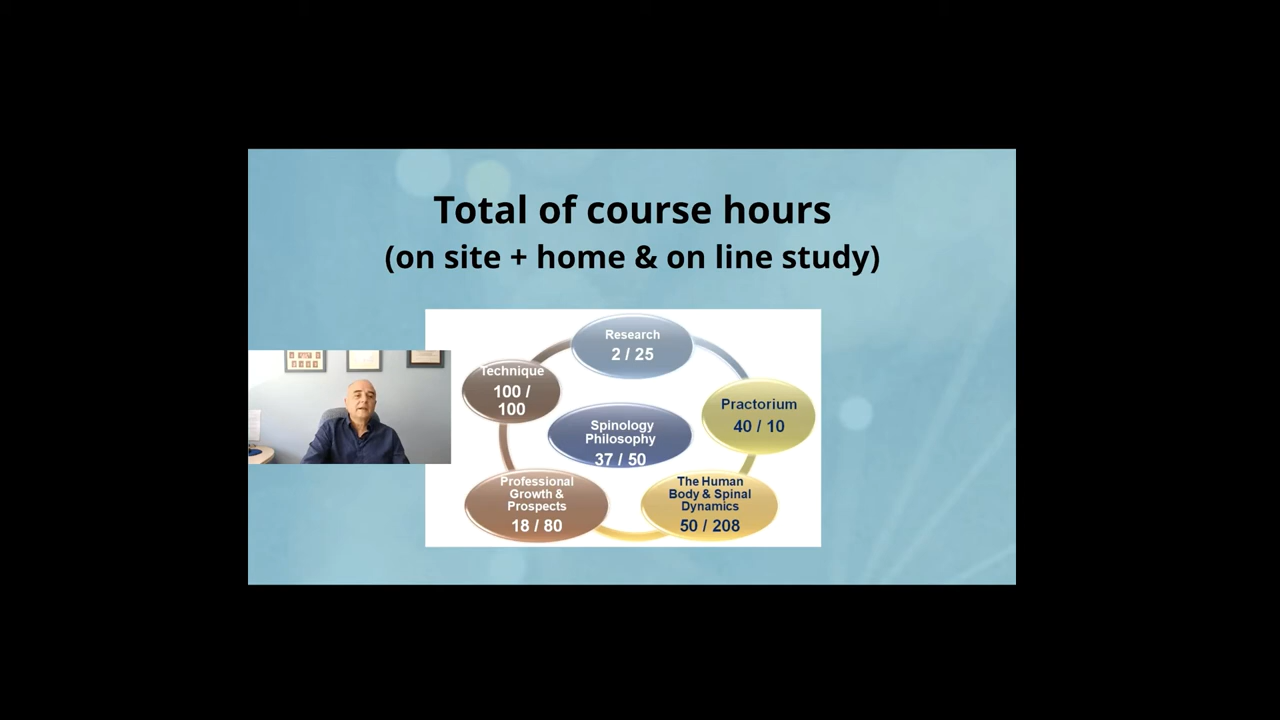 Total of course hours
(on site + home & on line study)
Research
2 / 25
Technique
100 /
100
Practorium
40 / 10
Spinology
Philosophy
37 / 50
Professional
Growth &
Prospects
18 / 80
The Human
Body & Spinal
Dynamics
50 / 208